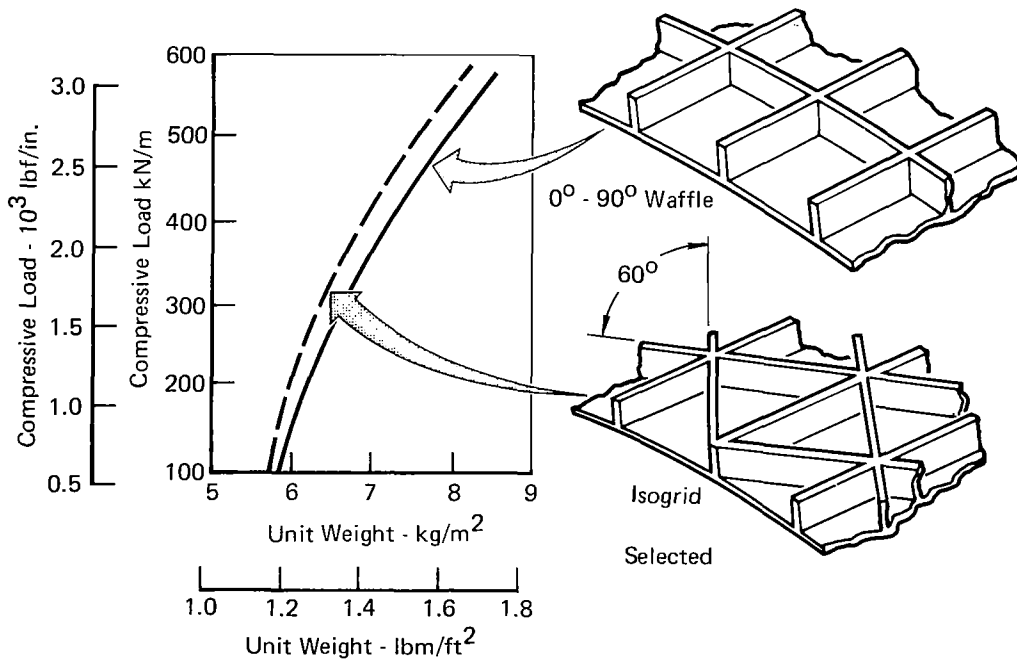 Compressive Load - 10³ lbf/in.
3.0
2.5
2.0
1.5
1.0
0.5
Compressive Load kN/m
600
500
400
300
200
100
5 6 7 8 9
Unit Weight - kg/m²
1.0 1.2 1.4 1.6 1.8
Unit Weight - lbm/ft²
0° - 90° Waffle
60°
Isogrid
Selected